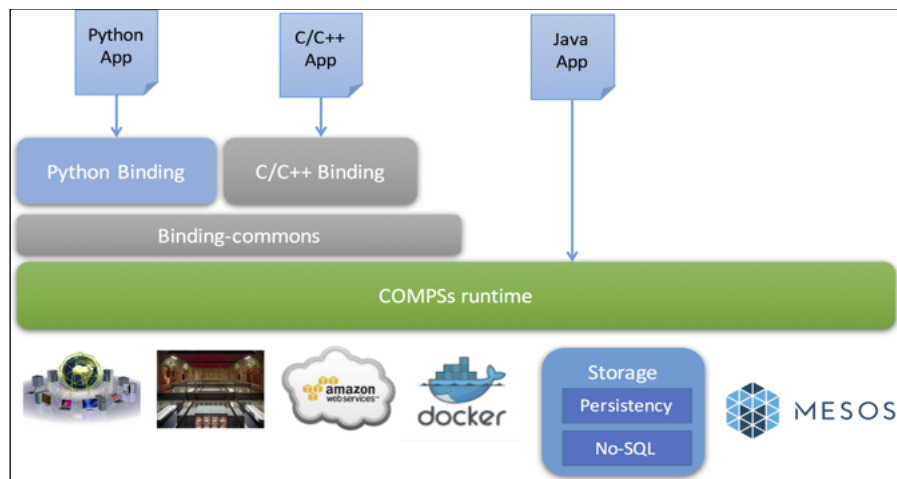 Python
App
C/C++
App
Java
App
Python Binding
C/C++ Binding
Binding-commons
COMPSs runtime
amazon
webservices™
docker
Storage
Persistency
No-SQL
MESOS